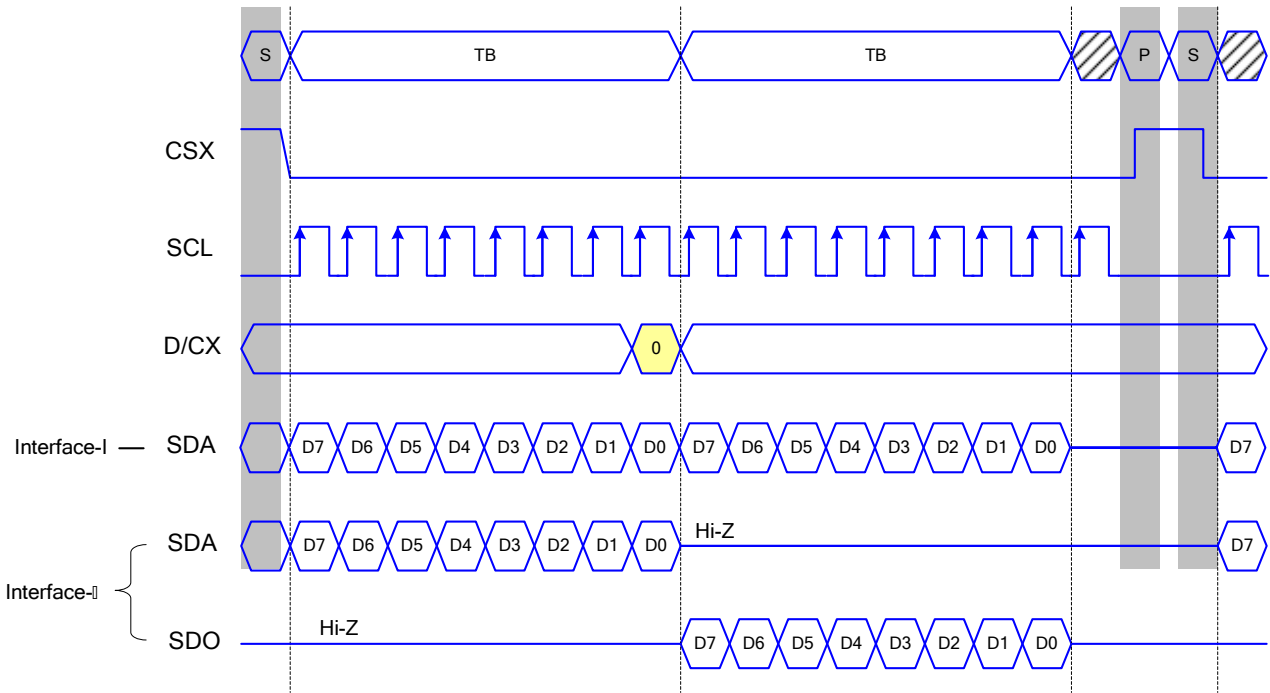 S TB TB P S
CSX
SCL
D/CX 0
Interface-I SDA D7 D6 D5 D4 D3 D2 D1 D0 D7 D6 D5 D4 D3 D2 D1 D0 D7
SDA D7 D6 D5 D4 D3 D2 D1 D0 Hi-Z D7
Interface-
SDO Hi-Z D7 D6 D5 D4 D3 D2 D1 D0